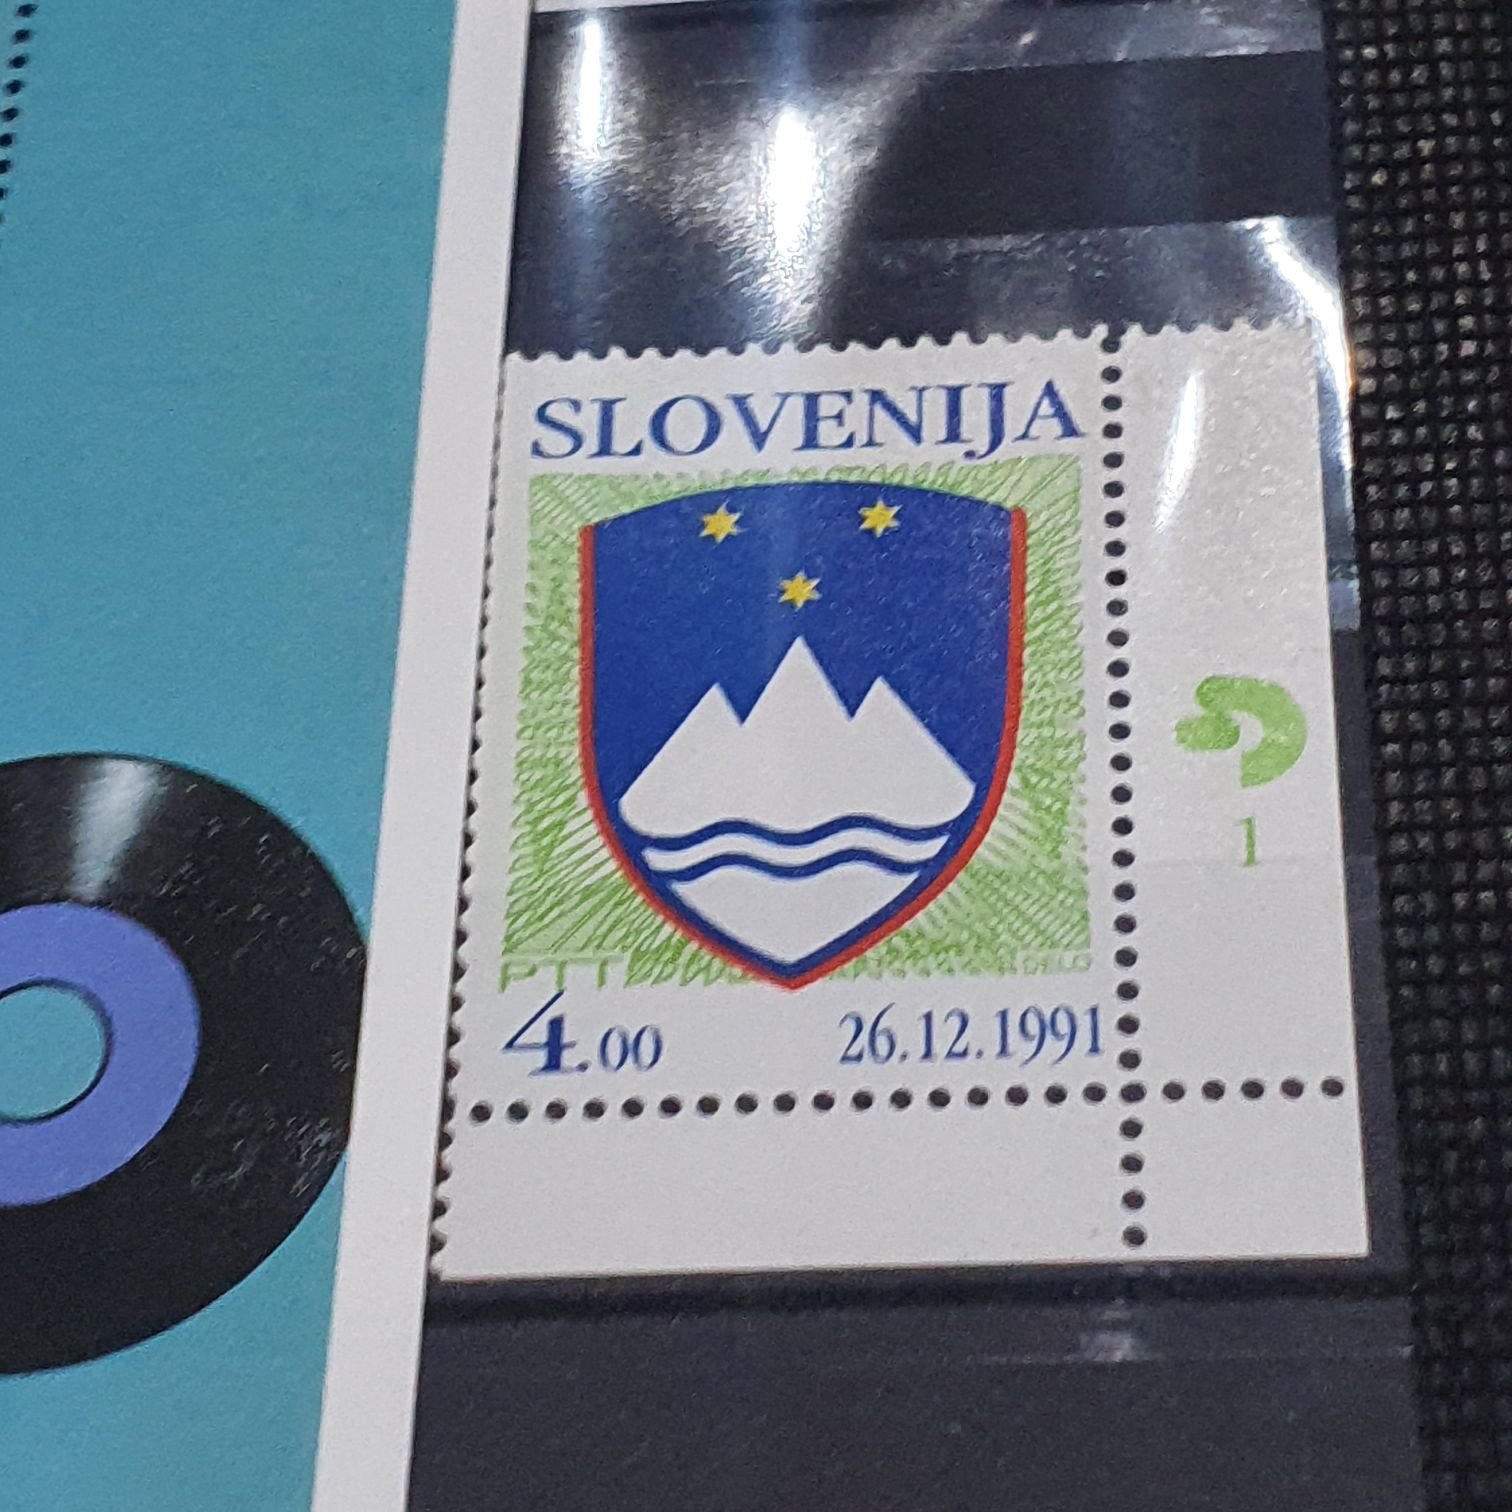 SLOVENIJA
PTT
4.00 26.12.1991
1